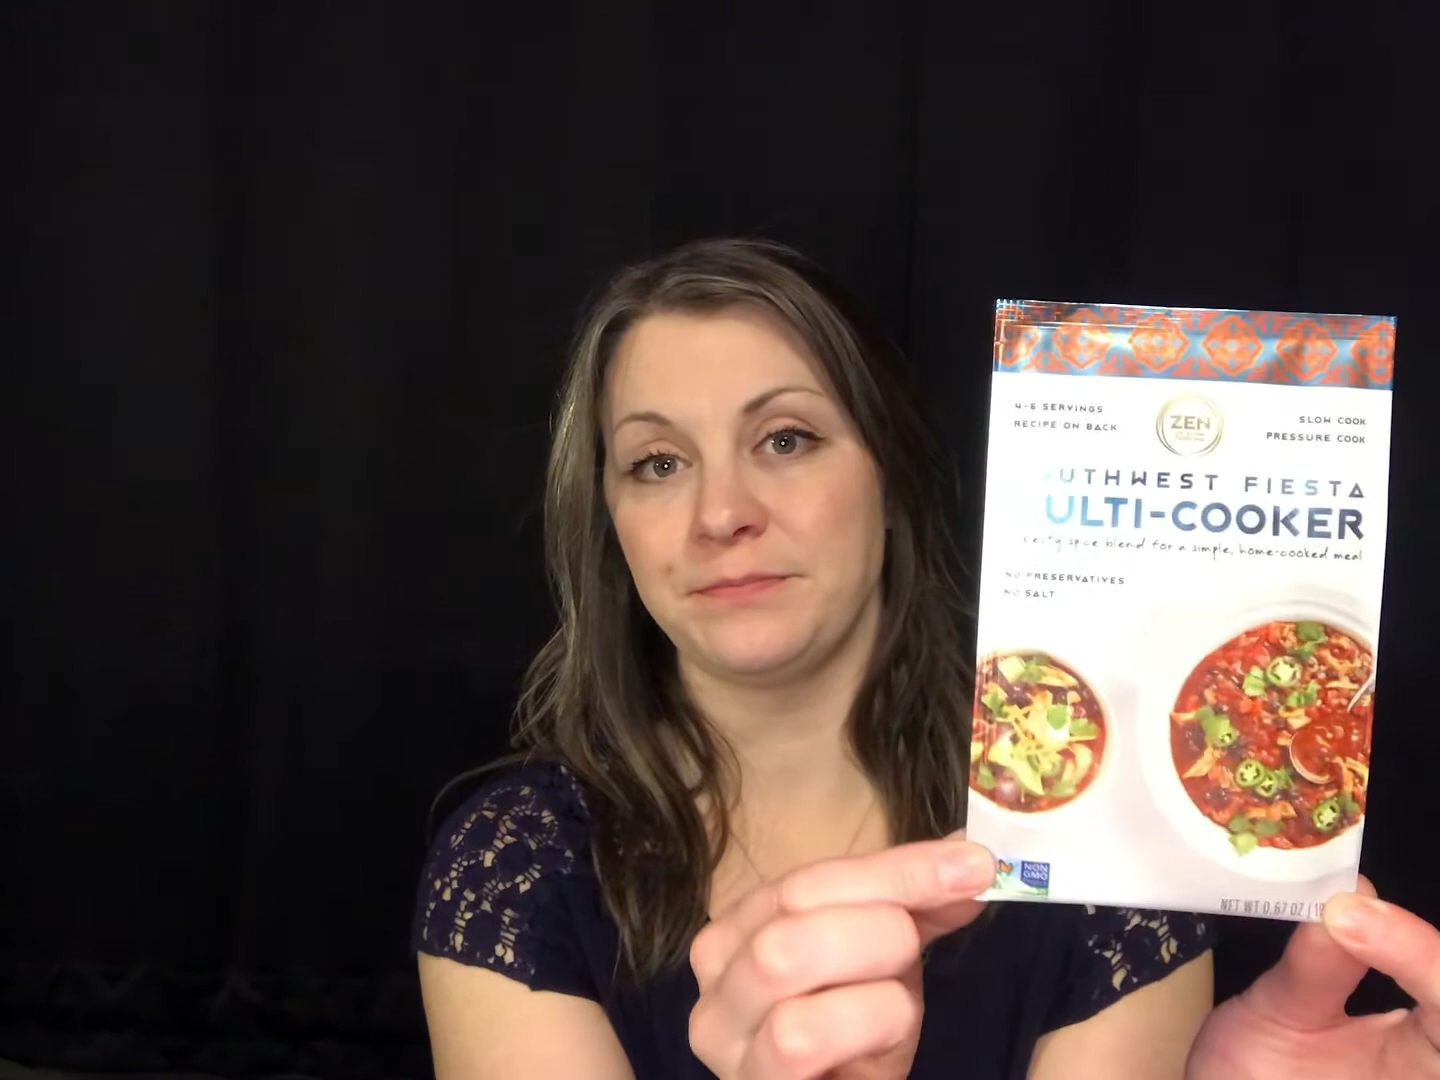 4-6 SERVINGS
RECIPE ON BACK
ZEN
SLOW COOK
PRESSURE COOK
UTHWEST FIESTA
ULTI-COOKER
zesty spice blend for a simple, home-cooked meal
NO PRESERVATIVES
NO SALT
NON
GMO
NET WT 0.67 OZ